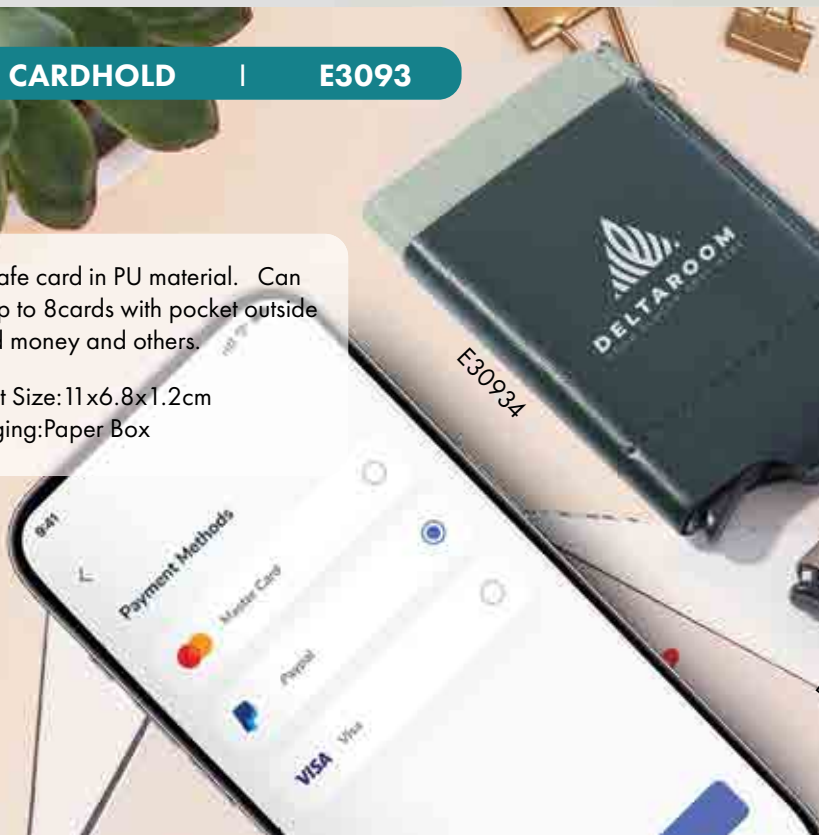 CARDHOLD | E3093
afe card in PU material. Can
p to 8cards with pocket outside
d money and others.
t Size:11x6.8x1.2cm
ging:Paper Box
E30934
DELTAROOM
9:41
Payment Methods
Master Card
Paypal
VISA Visa